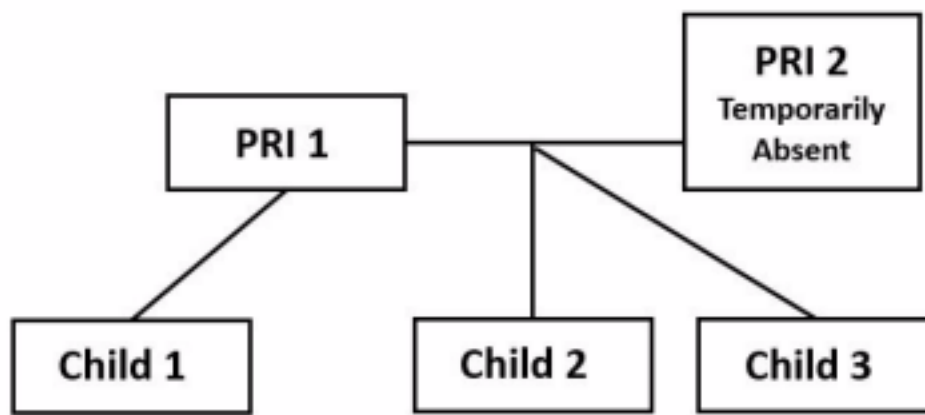 PRI 2
Temporarily
Absent
PRI 1
Child 1
Child 2
Child 3